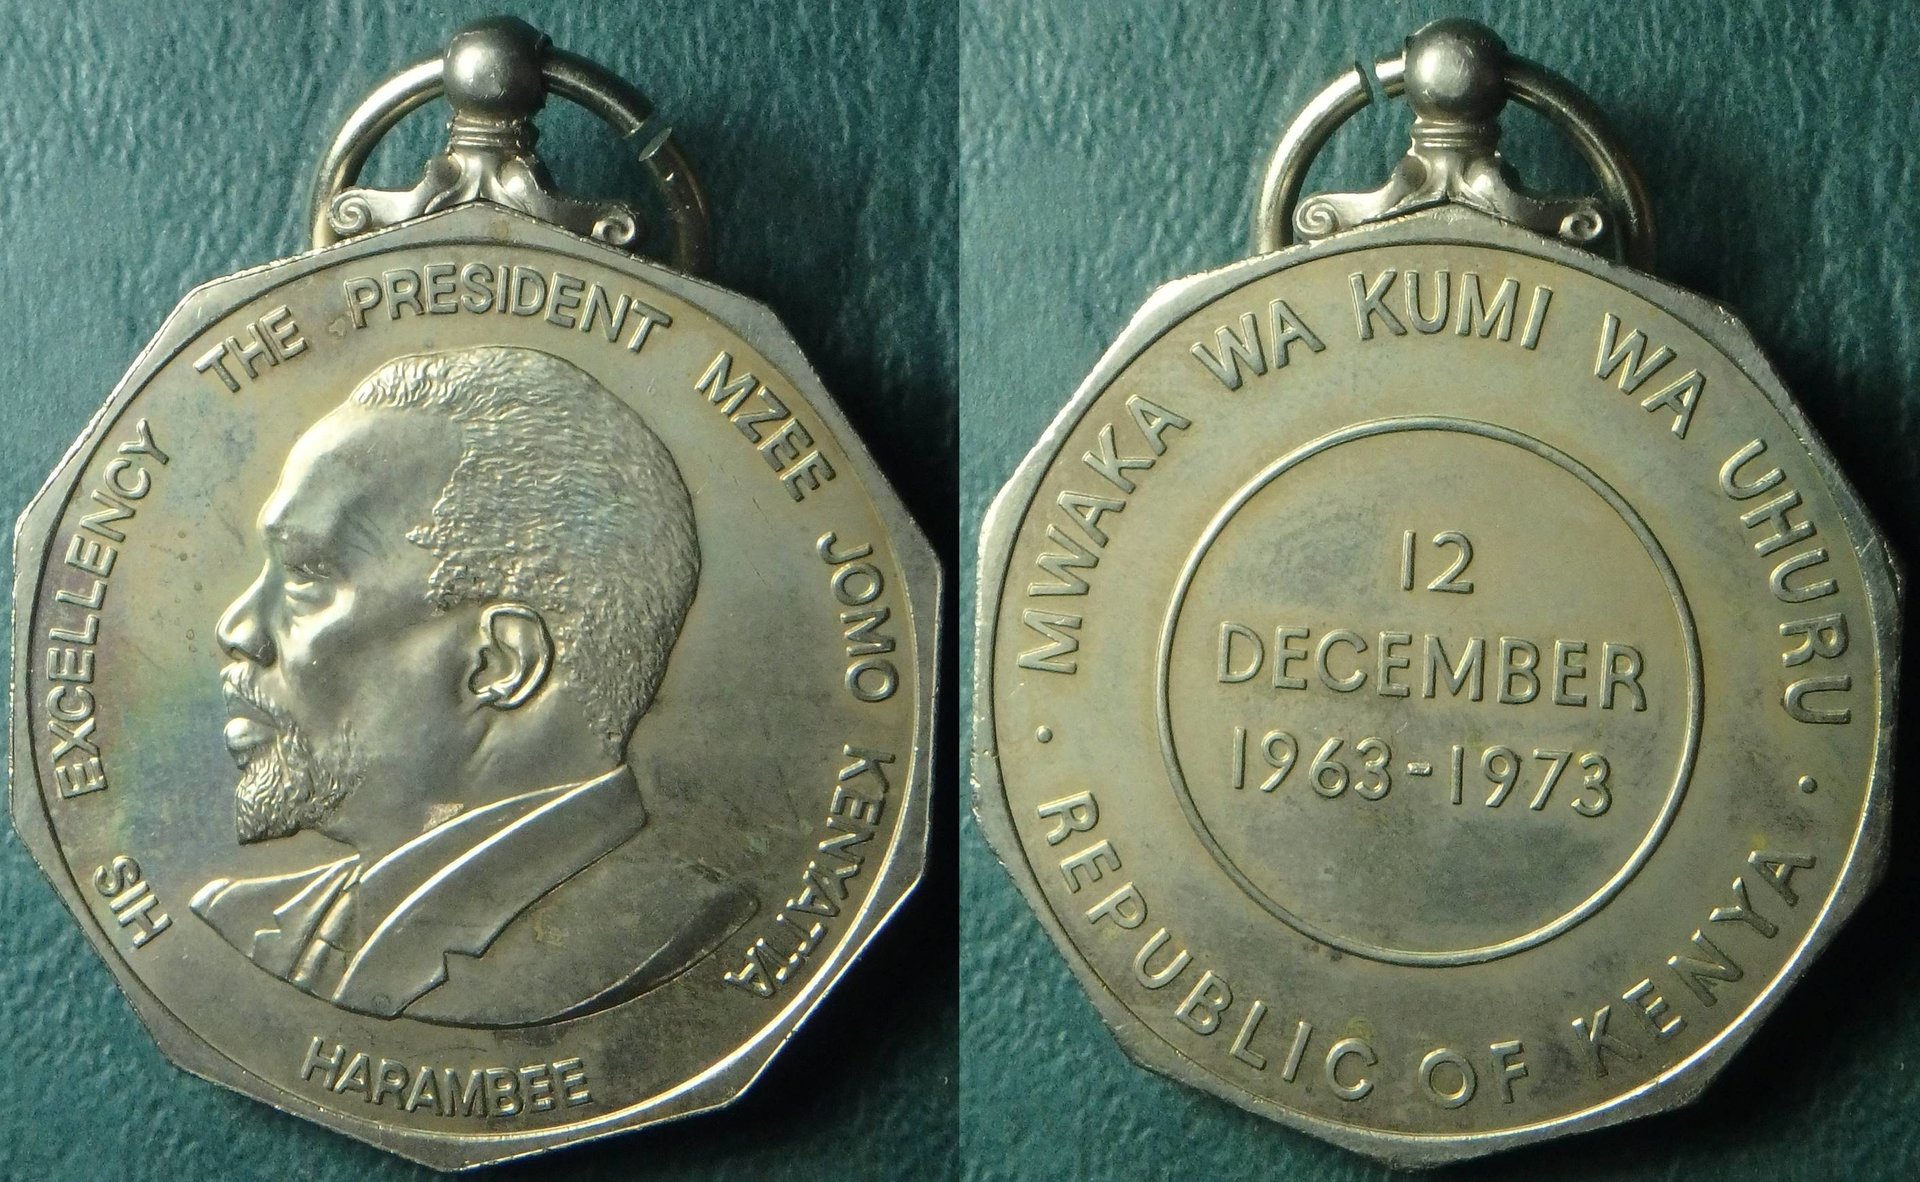 HIS EXCELLENCY THE PRESIDENT MZEE JOMO KENYATTA
HARAMBEE
MWAKA WA KUMI WA UHURU
12
DECEMBER
1963-1973
· REPUBLIC OF KENYA ·